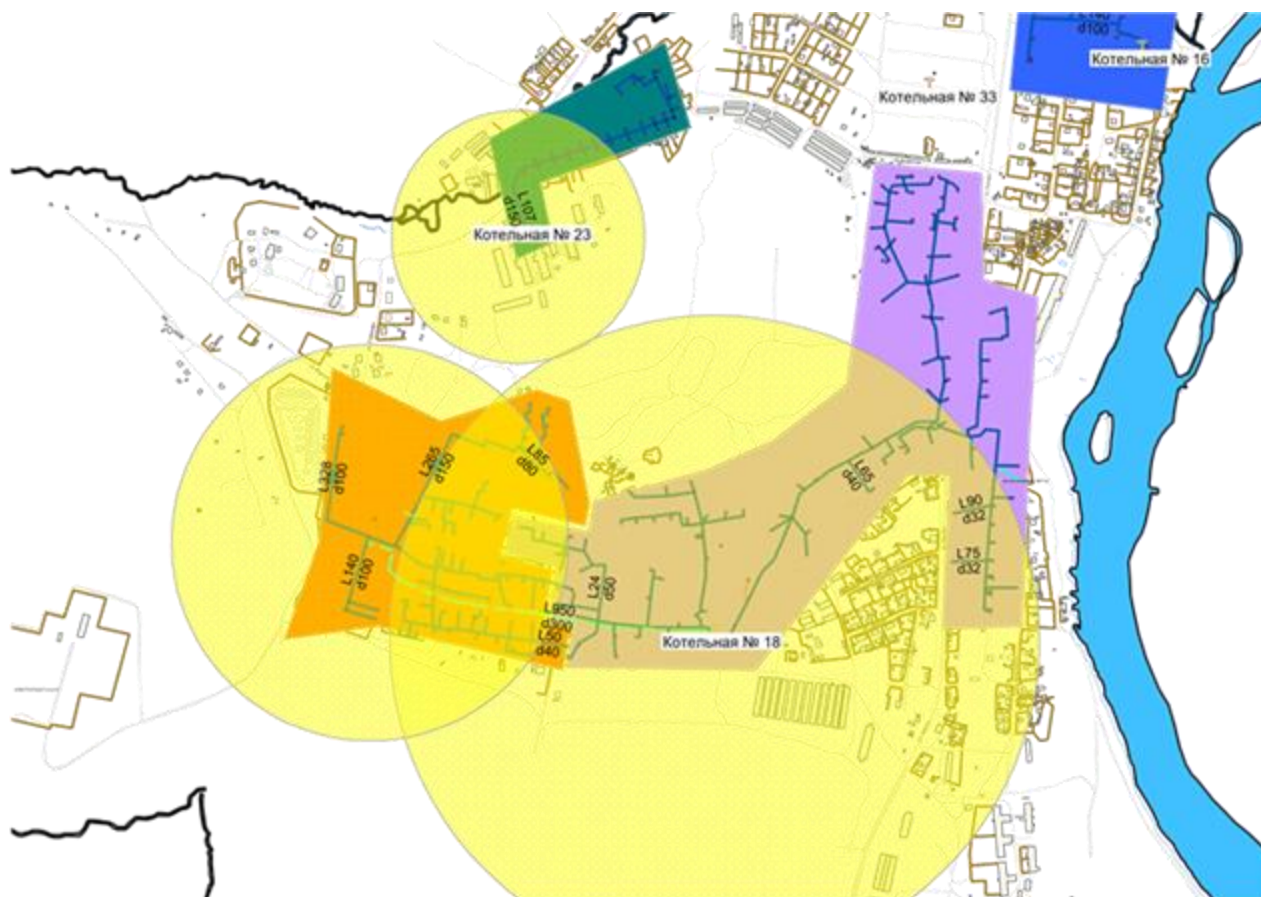 L140
d100
Котельная № 16
Котельная № 33
L107
d150
Котельная № 23
L328
d100
L265
d150
L85
d80
L65
d40
L90
d32
L75
d32
L140
d100
L24
d50
L950
d300
L50
d40
Котельная № 18